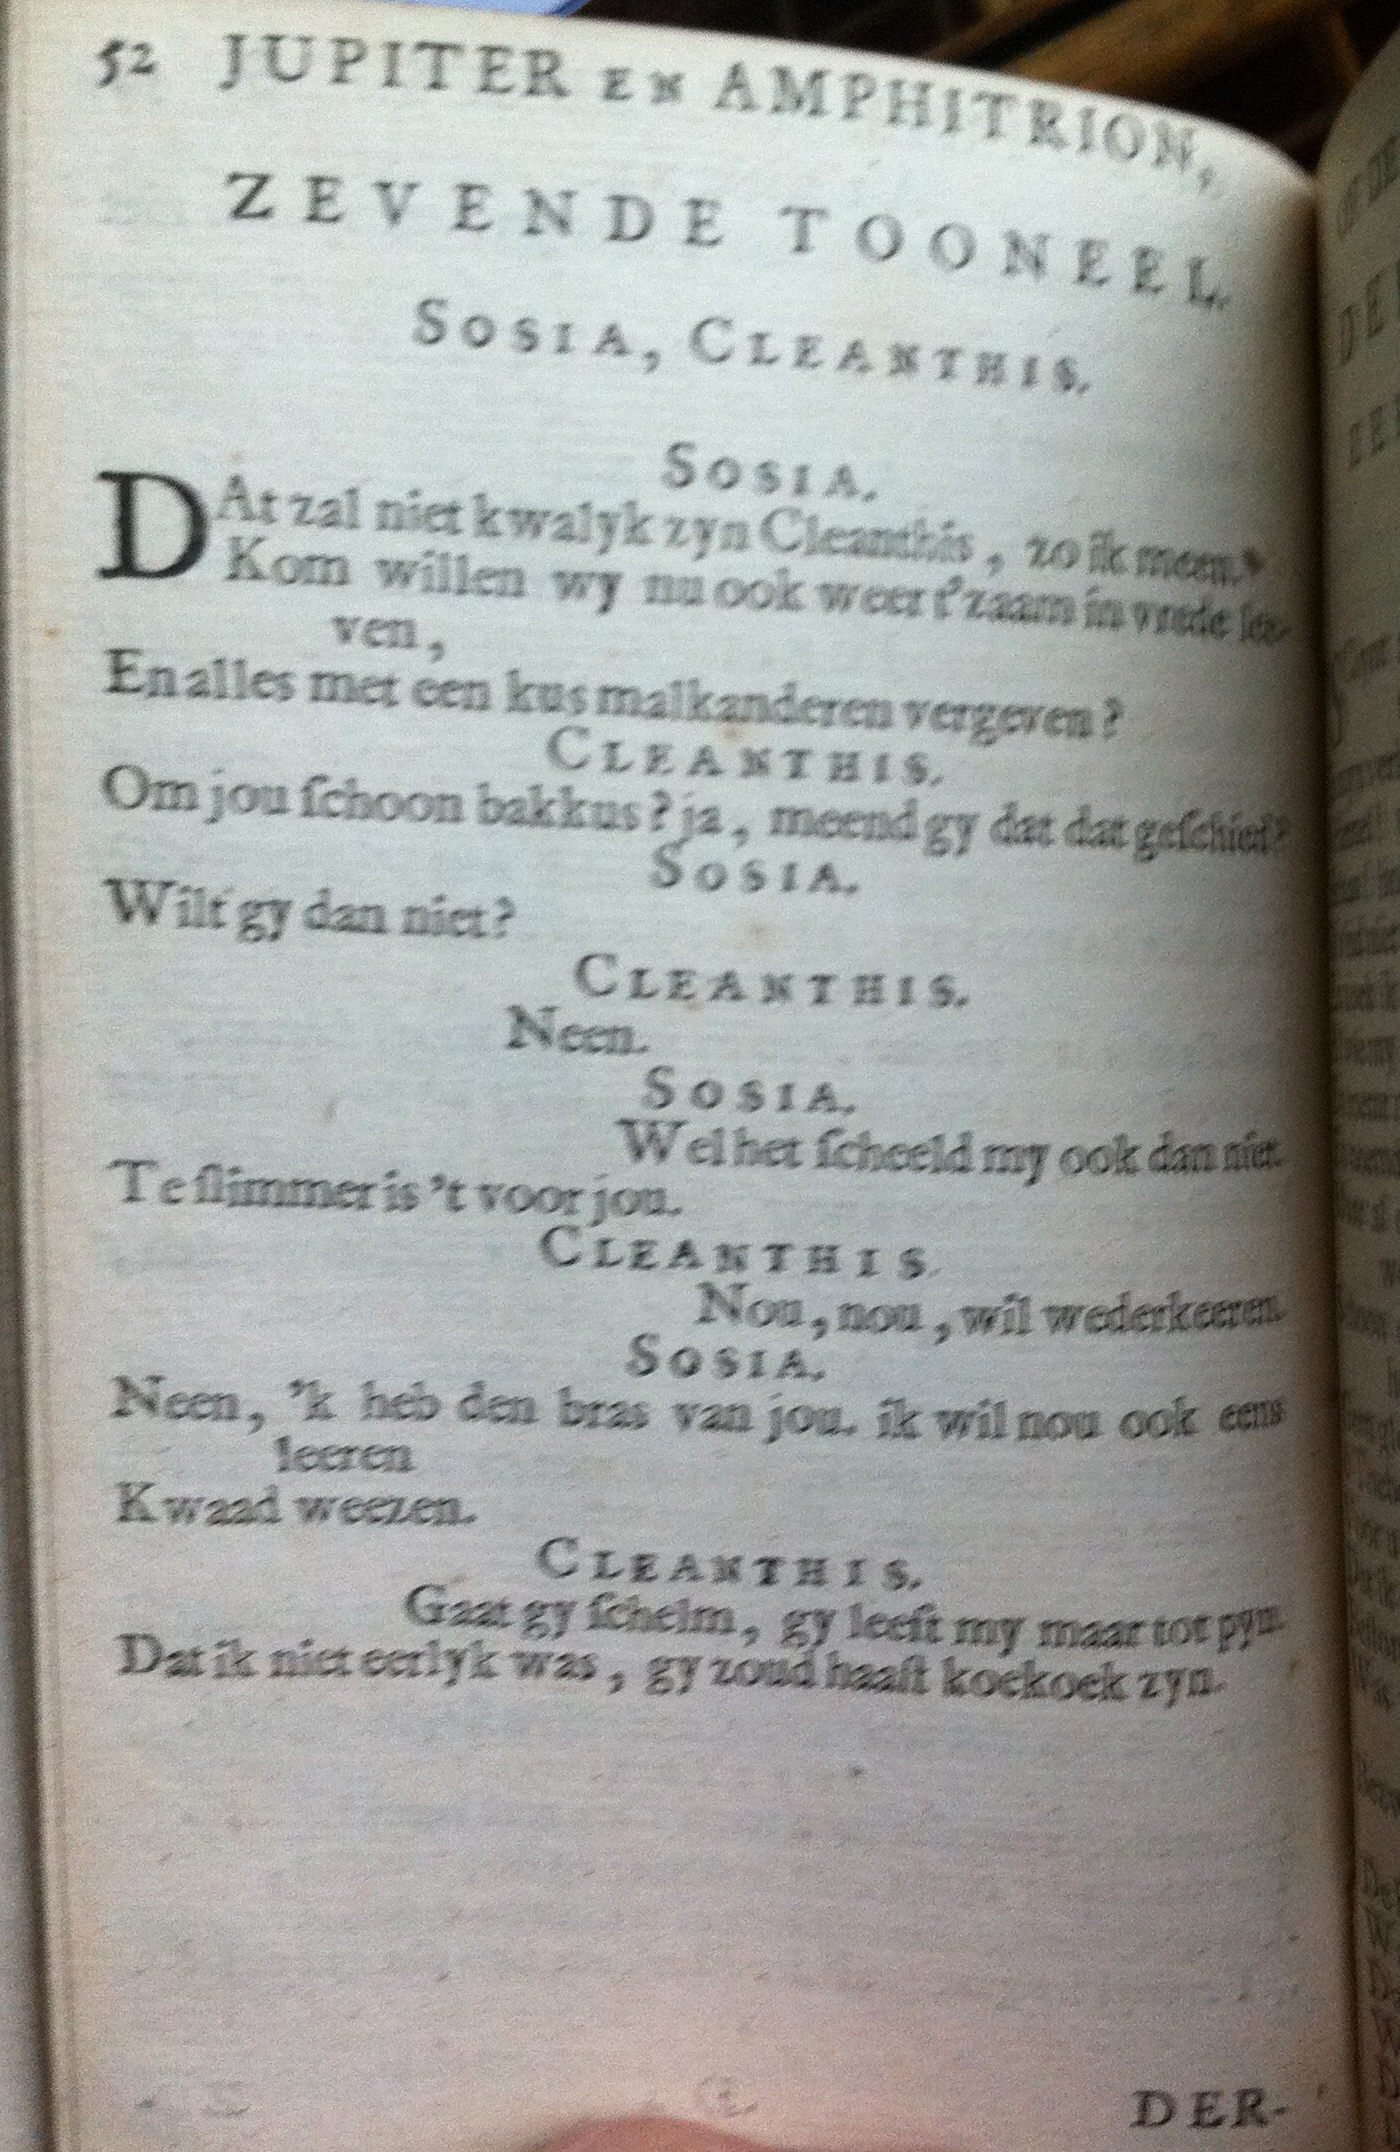 52 JUPITER EN AMPHITRION,
ZEVENDE TOONEEL.
SOSIA, CLEANTHIS.
SOSIA.
DAt zal niet kwalyk zyn Cleanthis, zo ik meen.
Kom willen wy nu ook weer t'zaam in vrede lee-
ven,
En alles met een kus malkanderen vergeven?
CLEANTHIS.
Om jou ſchoon bakkus? ja, meend gy dat dat geſchied?
SOSIA.
Wilt gy dan niet?
CLEANTHIS.
Neen.
SOSIA.
Wel het ſcheeld my ook dan niet.
Te ſlimmer is 't voor jou.
CLEANTHIS.
Nou, nou, wil wederkeeren.
SOSIA.
Neen, 'k heb den bras van jou. ik wil nou ook eens
leeren
Kwaad weezen.
CLEANTHIS.
Gaat gy ſchelm, gy leeft my maar tot pyn.
Dat ik niet eerlyk was, gy zoud haaſt koekoek zyn.
DER-